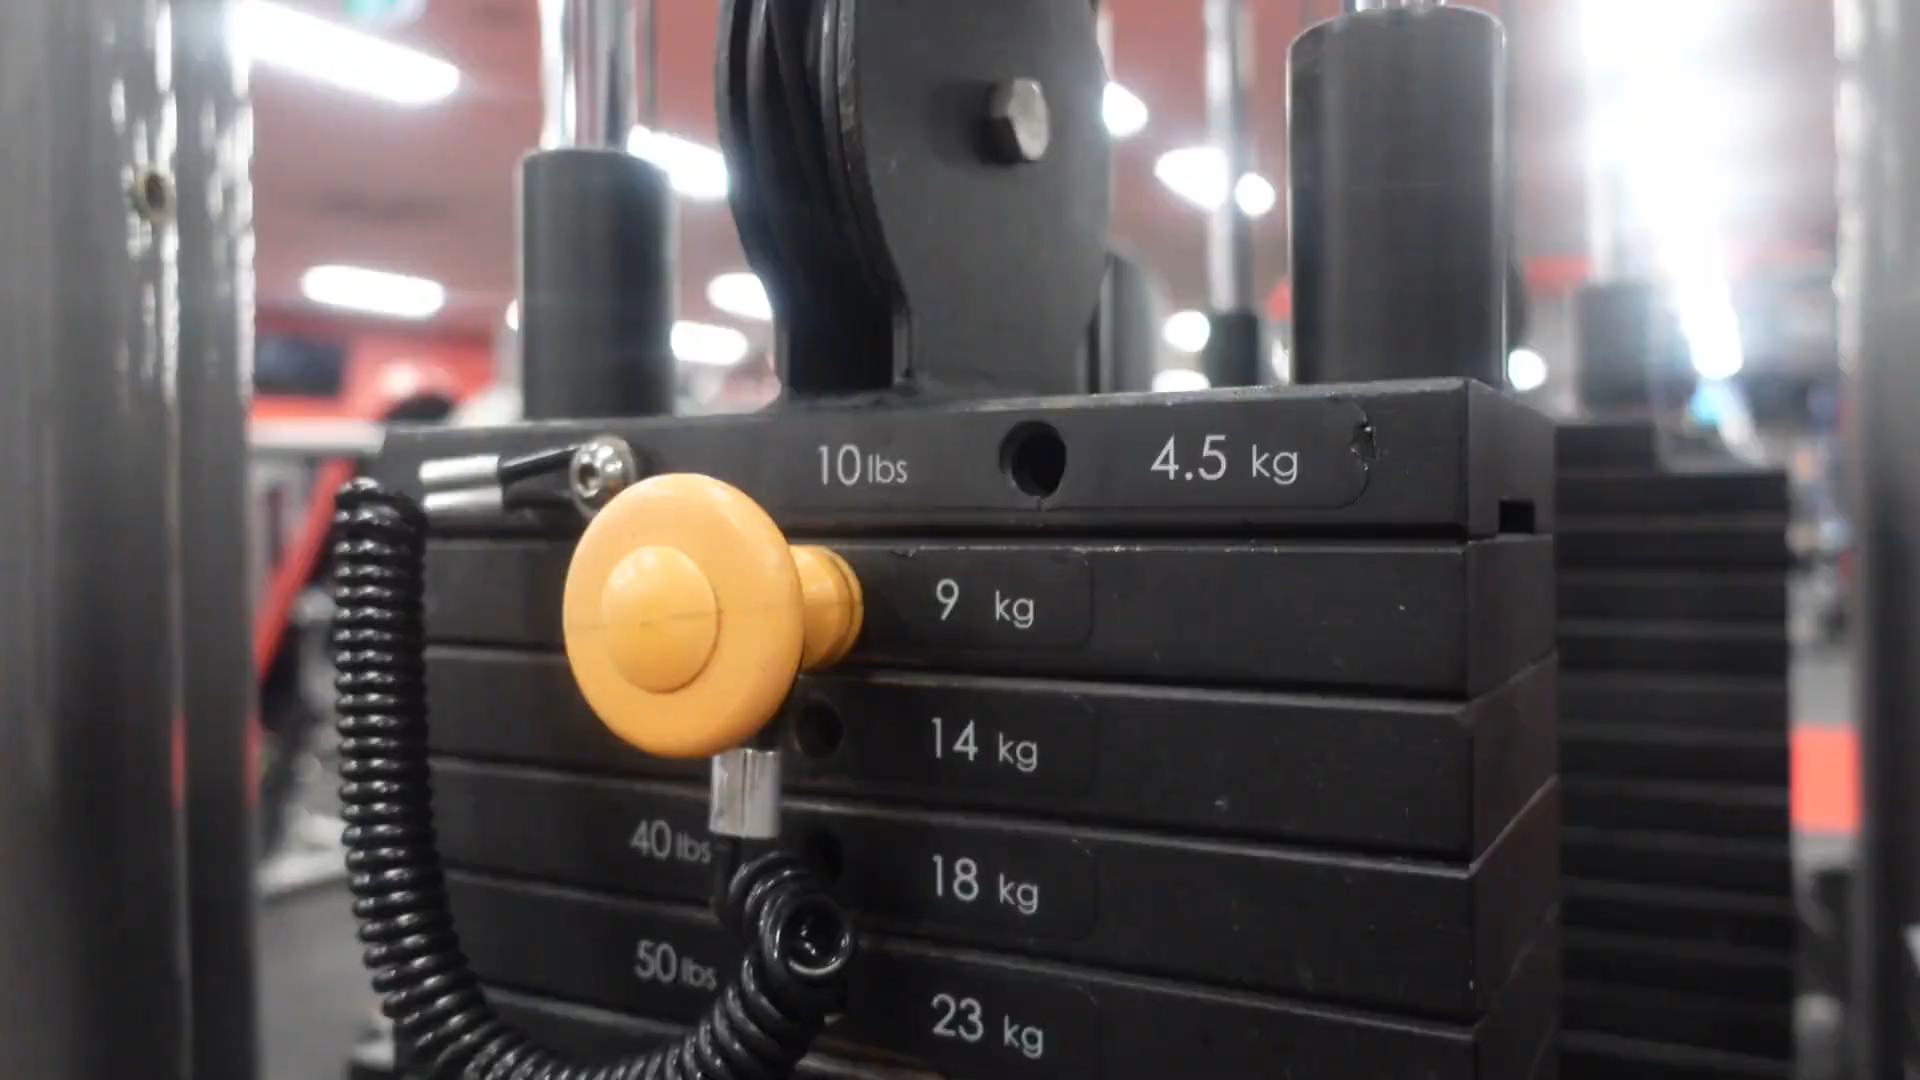 10 lbs 4.5 kg
9 kg
14 kg
40 lbs 18 kg
50 lbs 23 kg